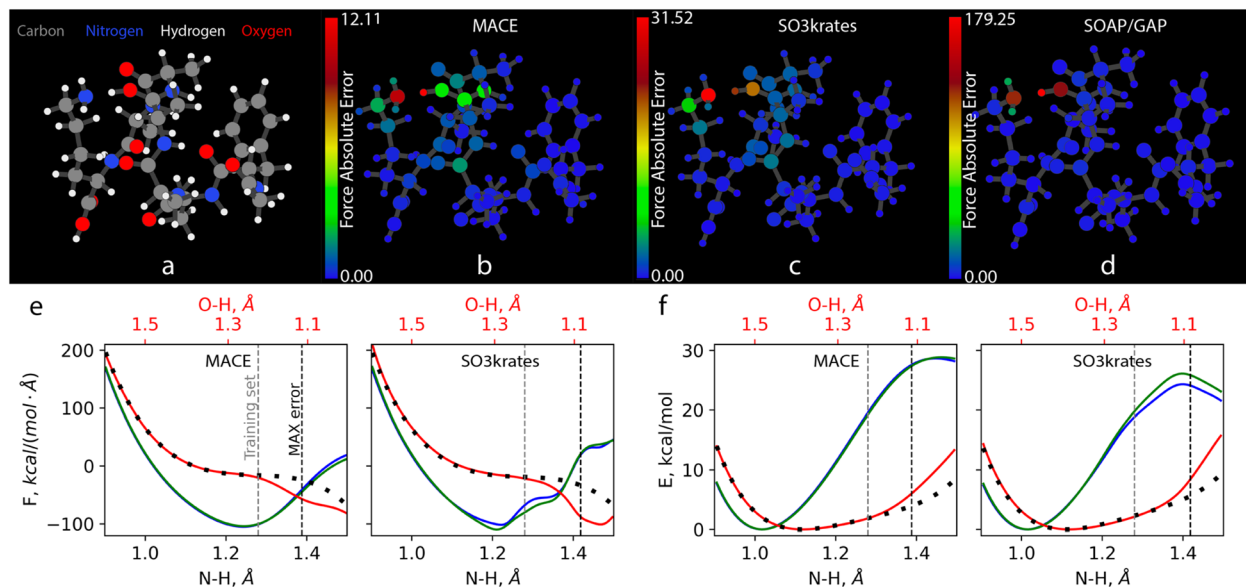 Carbon Nitrogen Hydrogen Oxygen
a
12.11
MACE
Force Absolute Error
0.00
b
31.52
SO3krates
Force Absolute Error
0.00
c
179.25
SOAP/GAP
Force Absolute Error
0.00
d
e
O-H, Å
1.5 1.3 1.1
MACE
Training set
MAX error
F, kcal/(mol · Å)
200
100
0
−100
1.0 1.2 1.4
N-H, Å
O-H, Å
1.5 1.3 1.1
SO3krates
1.0 1.2 1.4
N-H, Å
f
O-H, Å
1.5 1.3 1.1
MACE
E, kcal/mol
30
20
10
0
1.0 1.2 1.4
N-H, Å
O-H, Å
1.5 1.3 1.1
SO3krates
1.0 1.2 1.4
N-H, Å